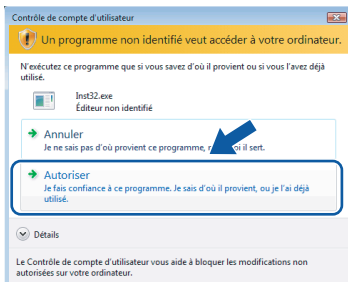 Contrôle de compte d'utilisateur
Un programme non identifié veut accéder à votre ordinateur.
N'exécutez ce programme que si vous savez d'où il provient ou si vous l'avez déjà
utilisé.
Inst32.exe
Éditeur non identifié
Annuler
Je ne sais pas d'où provient ce programme, oi il sert.
Autoriser
Je fais confiance à ce programme. Je sais d'où il provient, ou je l'ai déjà
utilisé.
Détails
Le Contrôle de compte d'utilisateur vous aide à bloquer les modifications non
autorisées sur votre ordinateur.